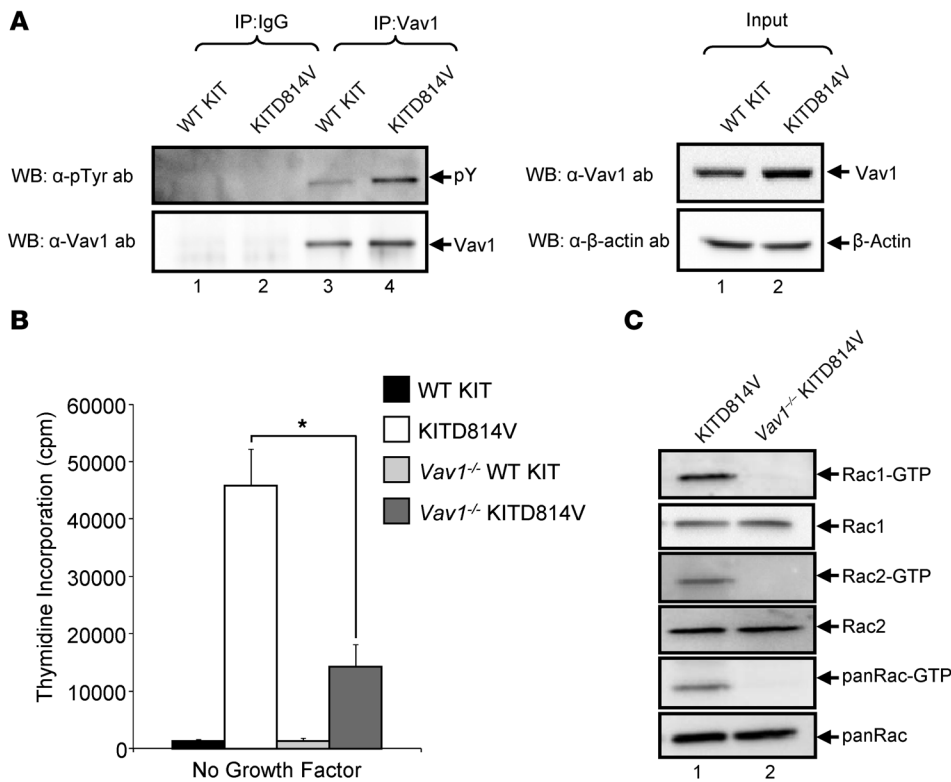 A
IP:IgG
IP:Vav1
Input
WT KIT
KITD814V
WT KIT
KITD814V
WT KIT
KITD814V
WB: α-pTyr ab
pY
WB: α-Vav1 ab
Vav1
1 2 3 4
WB: α-Vav1 ab
Vav1
WB: α-β-actin ab
β-Actin
1 2
B
Thymidine Incorporation (cpm)
60000
50000
40000
30000
20000
10000
0
*
No Growth Factor
WT KIT
KITD814V
Vav1-/- WT KIT
Vav1-/- KITD814V
C
KITD814V
Vav1-/- KITD814V
Rac1-GTP
Rac1
Rac2-GTP
Rac2
panRac-GTP
panRac
1 2